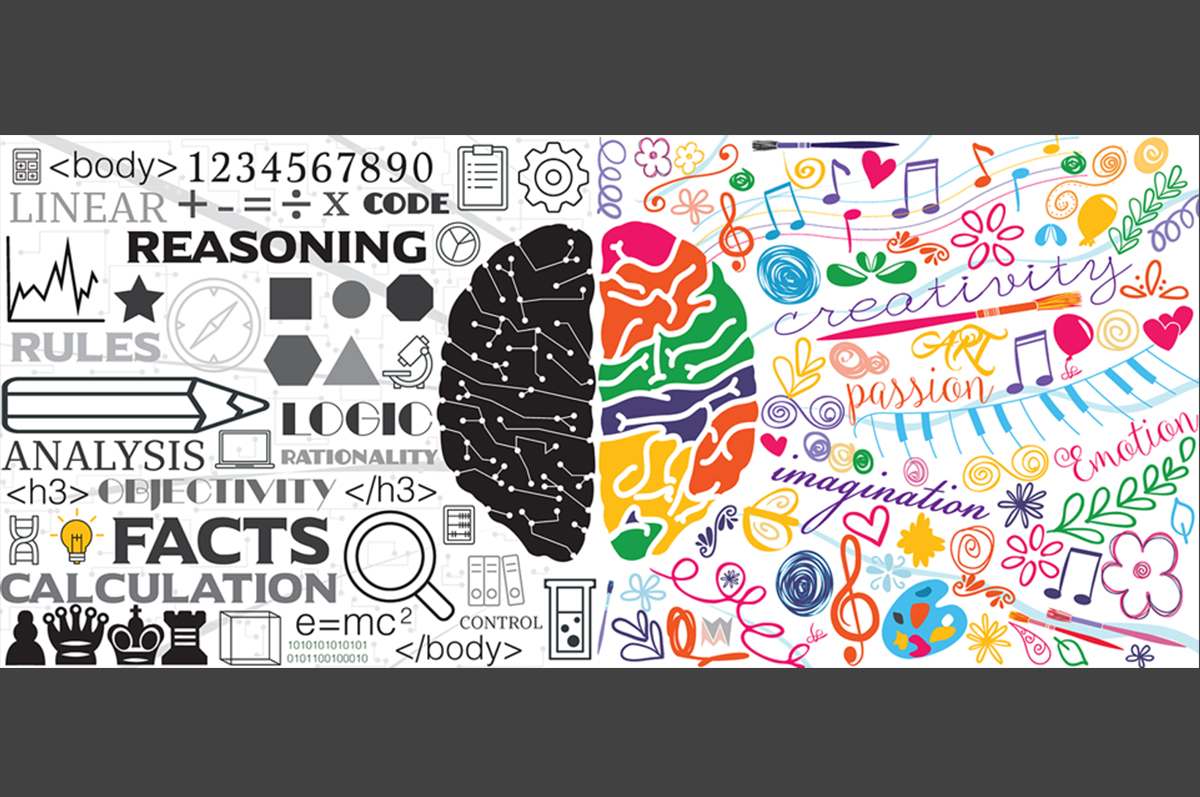 <body> 1234567890
LINEAR + - = ÷ x CODE
REASONING
RULES
LOGIC
ANALYSIS
RATIONALITY
<h3> OBJECTIVITY </h3>
FACTS
CALCULATION
e=mc²
CONTROL
1010101010101
0101100100010
</body>
creativity
ART
passion
Emotion
imagination